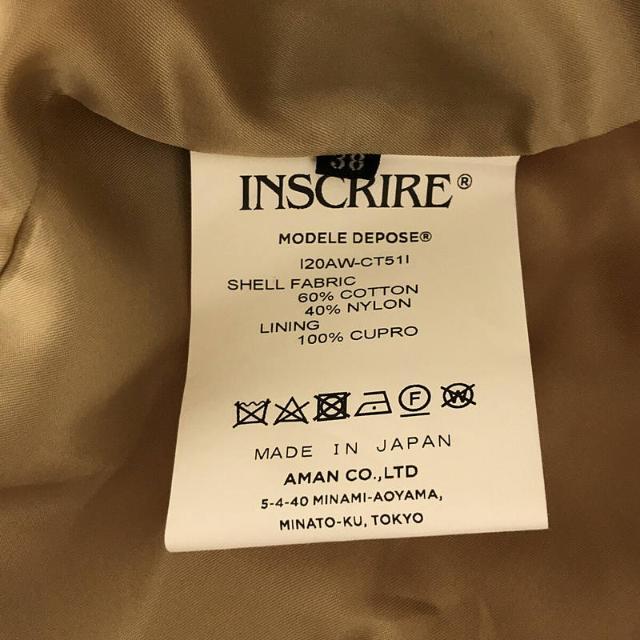 38
INSCRIRE®
MODELE DEPOSE®
I20AW-CT51I
SHELL FABRIC
60% COTTON
40% NYLON
LINING
100% CUPRO
F W
MADE IN JAPAN
AMAN CO.,LTD
5-4-40 MINAMI-AOYAMA,
MINATO-KU, TOKYO